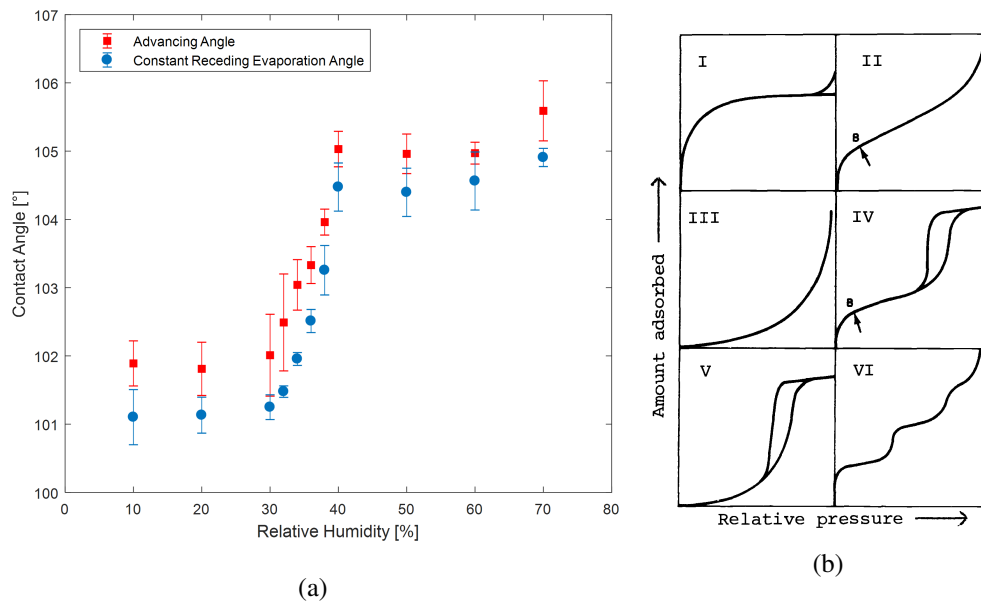 107
106
105
104
103
102
101
100
0
10
20
30
40
50
60
70
80
Contact Angle [°]
Relative Humidity [%]
Advancing Angle
Constant Receding Evaporation Angle
(a)
I
II
B
III
IV
B
V
VI
Amount adsorbed
Relative pressure
(b)